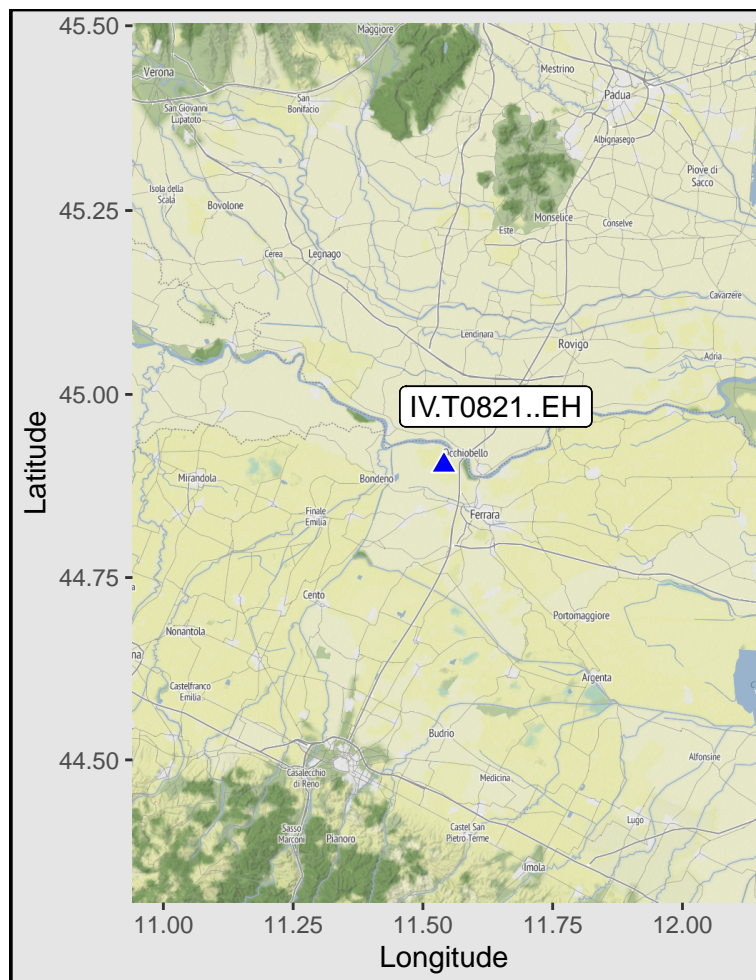 45.50
Maggiore
Verona
Mestrino
San Giovanni
Lupatoto
San
Bonifacio
Padua
Albignasego
Isola della
Scala
Bovolone
Piove di
Sacco
45.25
Monselice
Conselve
Este
Cerea
Legnago
Cavarzere
Lendinara
Rovigo
Adria
45.00
IV.T0821..EH
Latitude
Occhiobello
Mirandola
Bondeno
Finale
Emilia
Ferrara
44.75
Cento
Portomaggiore
Nonantola
Argenta
Castelfranco
Emilia
Budrio
44.50
Alfonsine
Casalecchio
di Reno
Medicina
Sasso
Marconi
Pianoro
Castel San
Pietro Terme
Lugo
Imola
11.00
11.25
11.50
11.75
12.00
Longitude